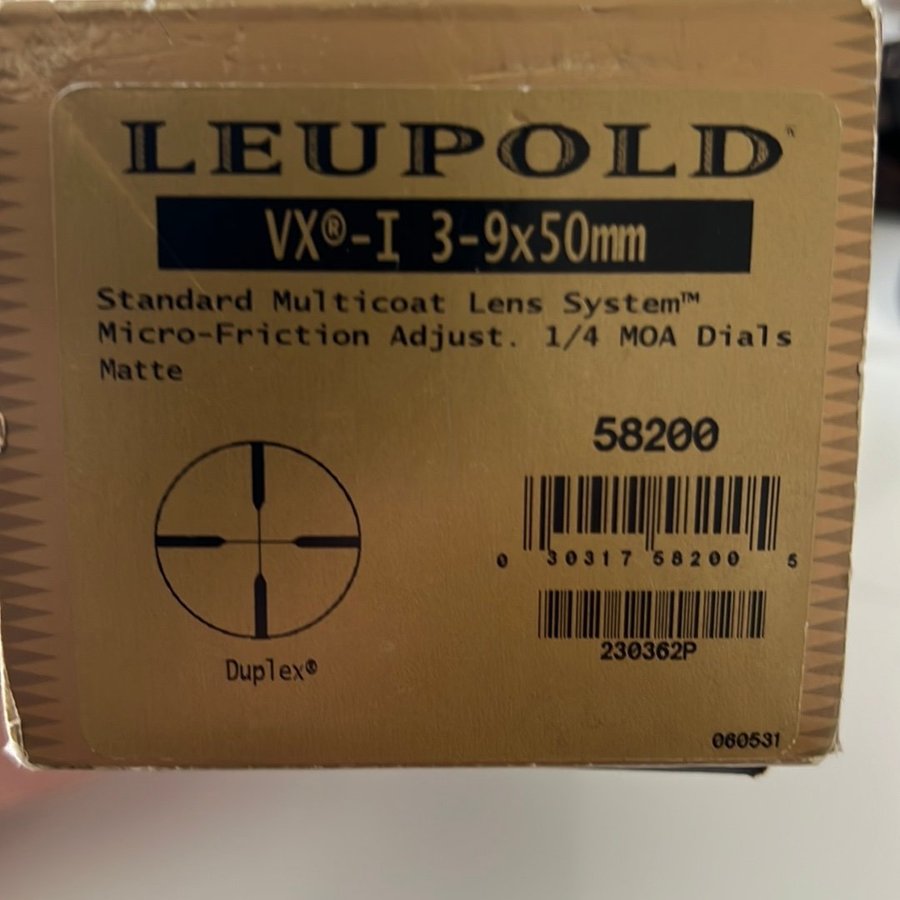 LEUPOLD
VX®-I 3-9x50mm
Standard Multicoat Lens System™
Micro-Friction Adjust. 1/4 MOA Dials
Matte
58200
0 30317 58200 5
230362P
Duplex®
060531